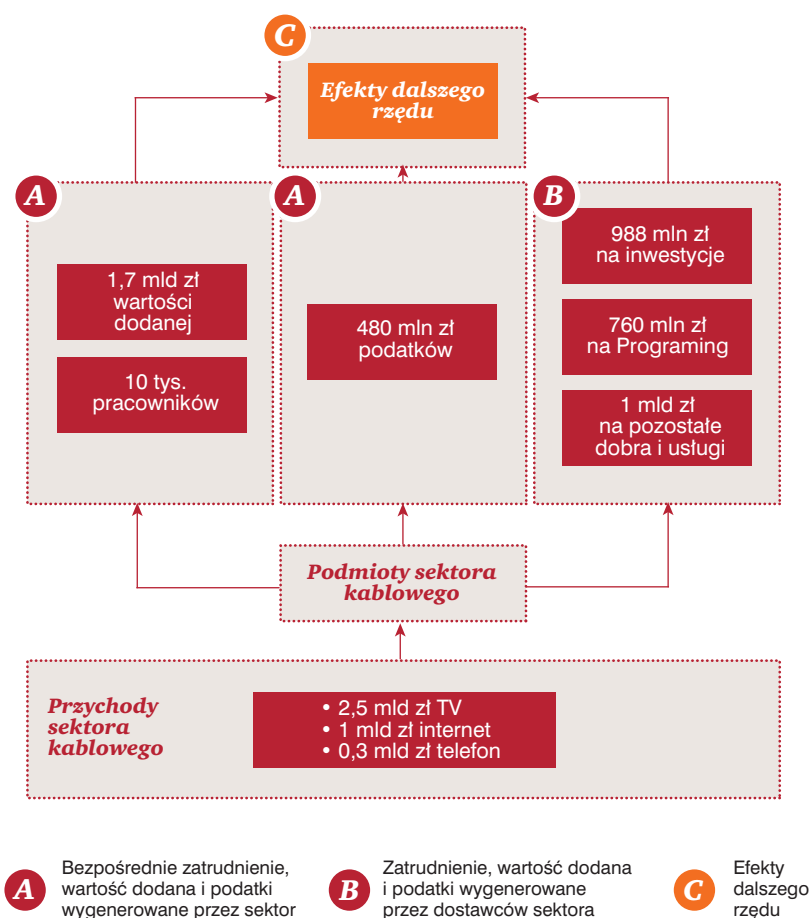 C
Efekty dalszego
rzędu
A
1,7 mld zł
wartości
dodanej
10 tys.
pracowników
A
480 mln zł
podatków
B
988 mln zł
na inwestycje
760 mln zł
na Programing
1 mld zł
na pozostałe
dobra i usługi
Podmioty sektora
kablowego
Przychody
sektora
kablowego
• 2,5 mld zł TV
• 1 mld zł internet
• 0,3 mld zł telefon
A
Bezpośrednie zatrudnienie,
wartość dodana i podatki
wygenerowane przez sektor
B
Zatrudnienie, wartość dodana
i podatki wygenerowane
przez dostawców sektora
C
Efekty
dalszego
rzędu